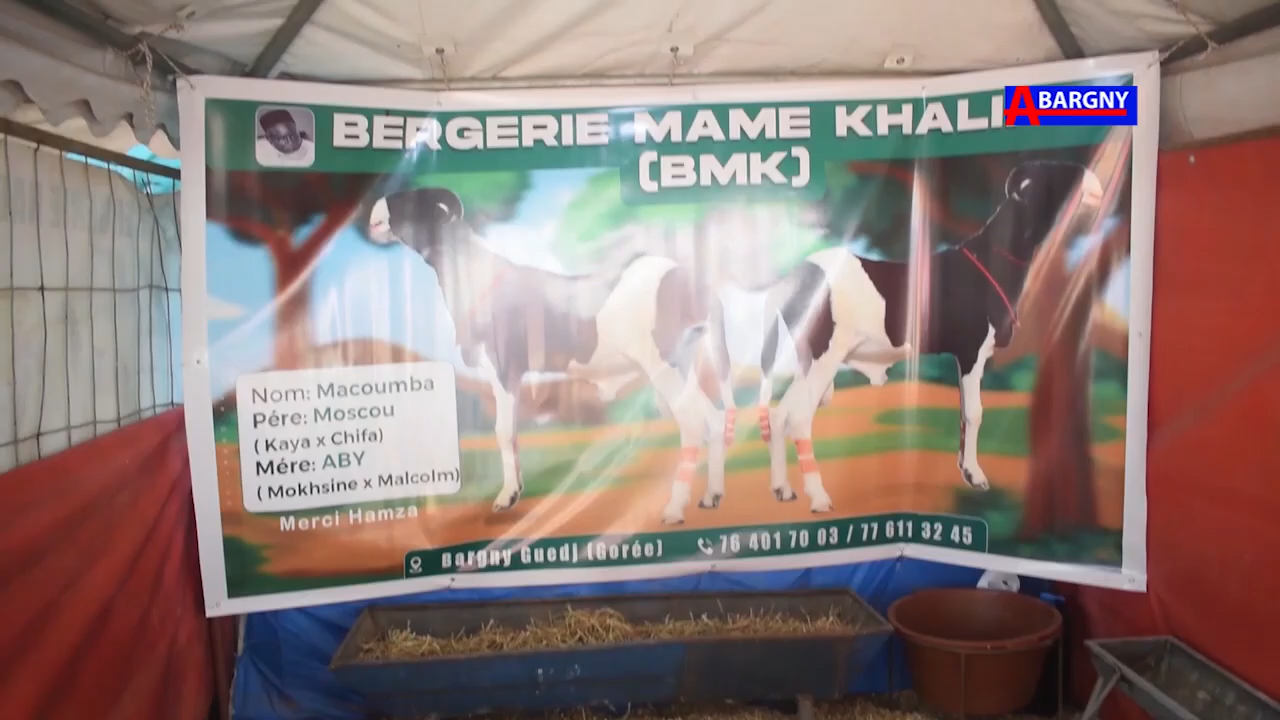 BERGERIE MAME KHALI
ABARGNY
(BMK)
Nom: Macoumba
Pére: Moscou
( Kaya x Chifa)
Mére: ABY
( Mokhsine x Malcolm)
Merci Hamza
Bargny Guedj (Gorée)
76 401 70 03 / 77 611 32 45